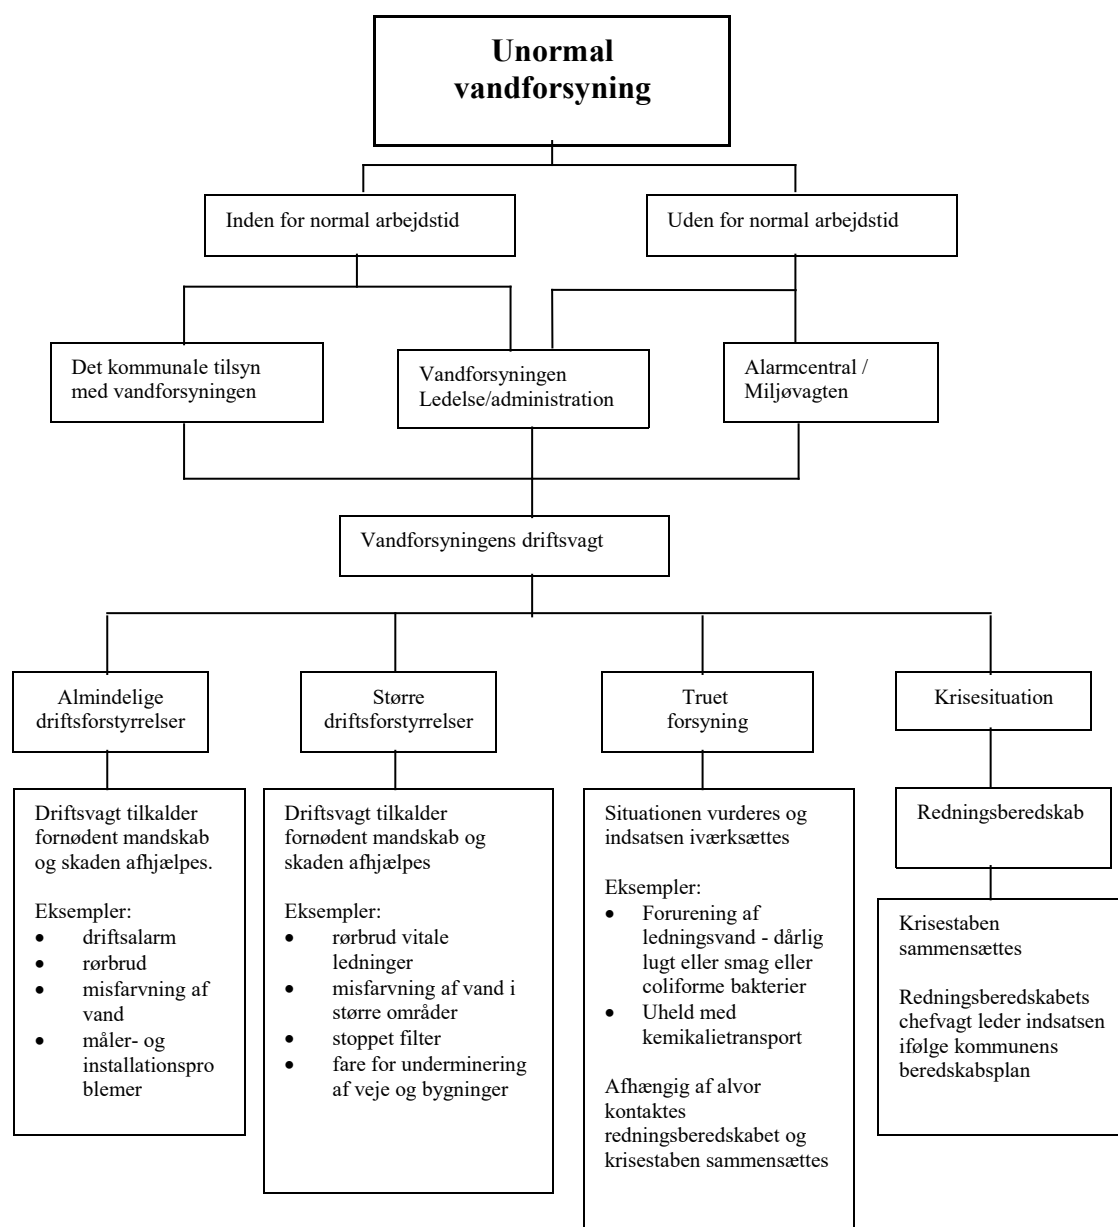 Unormal
vandforsyning
Inden for normal arbejdstid
Uden for normal arbejdstid
Det kommunale tilsyn
med vandforsyningen
Vandforsyningen
Ledelse/administration
Alarmcentral /
Miljøvagten
Vandforsyningens driftsvagt
Almindelige
driftsforstyrrelser
Større
driftsforstyrrelser
Truet
forsyning
Krisesituation
Driftsvagt tilkalder
fornødent mandskab
og skaden afhjælpes.
Eksempler:
• driftsalarm
• rørbrud
• misfarvning af
vand
• måler- og
installationspro
blemer
Driftsvagt tilkalder
fornødent mandskab og
skaden afhjælpes
Eksempler:
• rørbrud vitale
ledninger
• misfarvning af vand i
større områder
• stoppet filter
• fare for underminering
af veje og bygninger
Situationen vurderes og
indsatsen iværksættes
Eksempler:
• Forurening af
ledningsvand - dårlig
lugt eller smag eller
coliforme bakterier
• Uheld med
kemikalietransport
Afhængig af alvor
kontaktes
redningsberedskabet og
krisestaben sammensættes
Redningsberedskab
Krisestaben
sammensættes
Redningsberedskabets
chefvagt leder indsatsen
ifølge kommunens
beredskabsplan